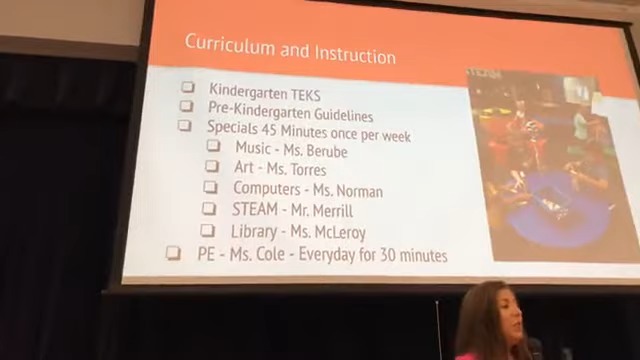 Curriculum and Instruction
STEAM
Kindergarten TEKS
Pre-Kindergarten Guidelines
Specials 45 Minutes once per week
Music - Ms. Berube
Art - Ms. Torres
Computers - Ms. Norman
STEAM - Mr. Merrill
Library - Ms. McLeroy
PE - Ms. Cole - Everyday for 30 minutes